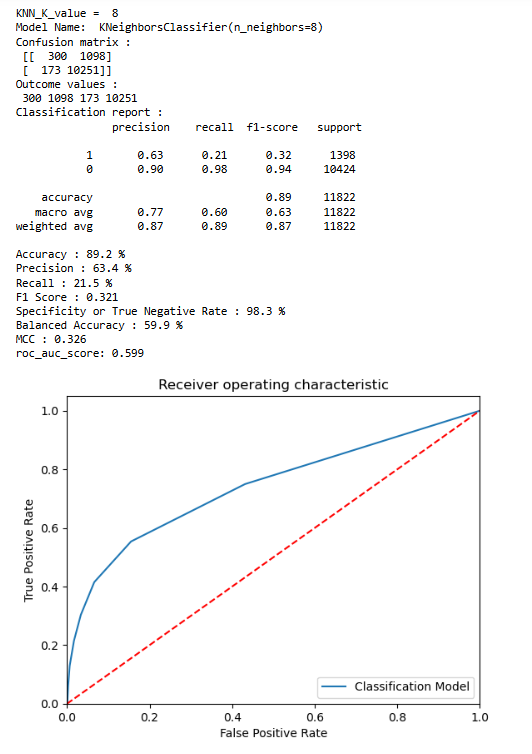 KNN_K_value =  8
Model Name:  KNeighborsClassifier(n_neighbors=8)
Confusion matrix :
[[  300  1098]
[  173 10251]]
Outcome values :
300 1098 173 10251
Classification report :
precision    recall  f1-score   support
1       0.63      0.21      0.32      1398
0       0.90      0.98      0.94     10424
accuracy                           0.89     11822
macro avg       0.77      0.60      0.63     11822
weighted avg       0.87      0.89      0.87     11822
Accuracy : 89.2 %
Precision : 63.4 %
Recall : 21.5 %
F1 Score : 0.321
Specificity or True Negative Rate : 98.3 %
Balanced Accuracy : 59.9 %
MCC : 0.326
roc_auc_score: 0.599
Receiver operating characteristic
1.0
0.8
0.6
0.4
0.2
0.0
True Positive Rate
Classification Model
0.0 0.2 0.4 0.6 0.8 1.0
False Positive Rate